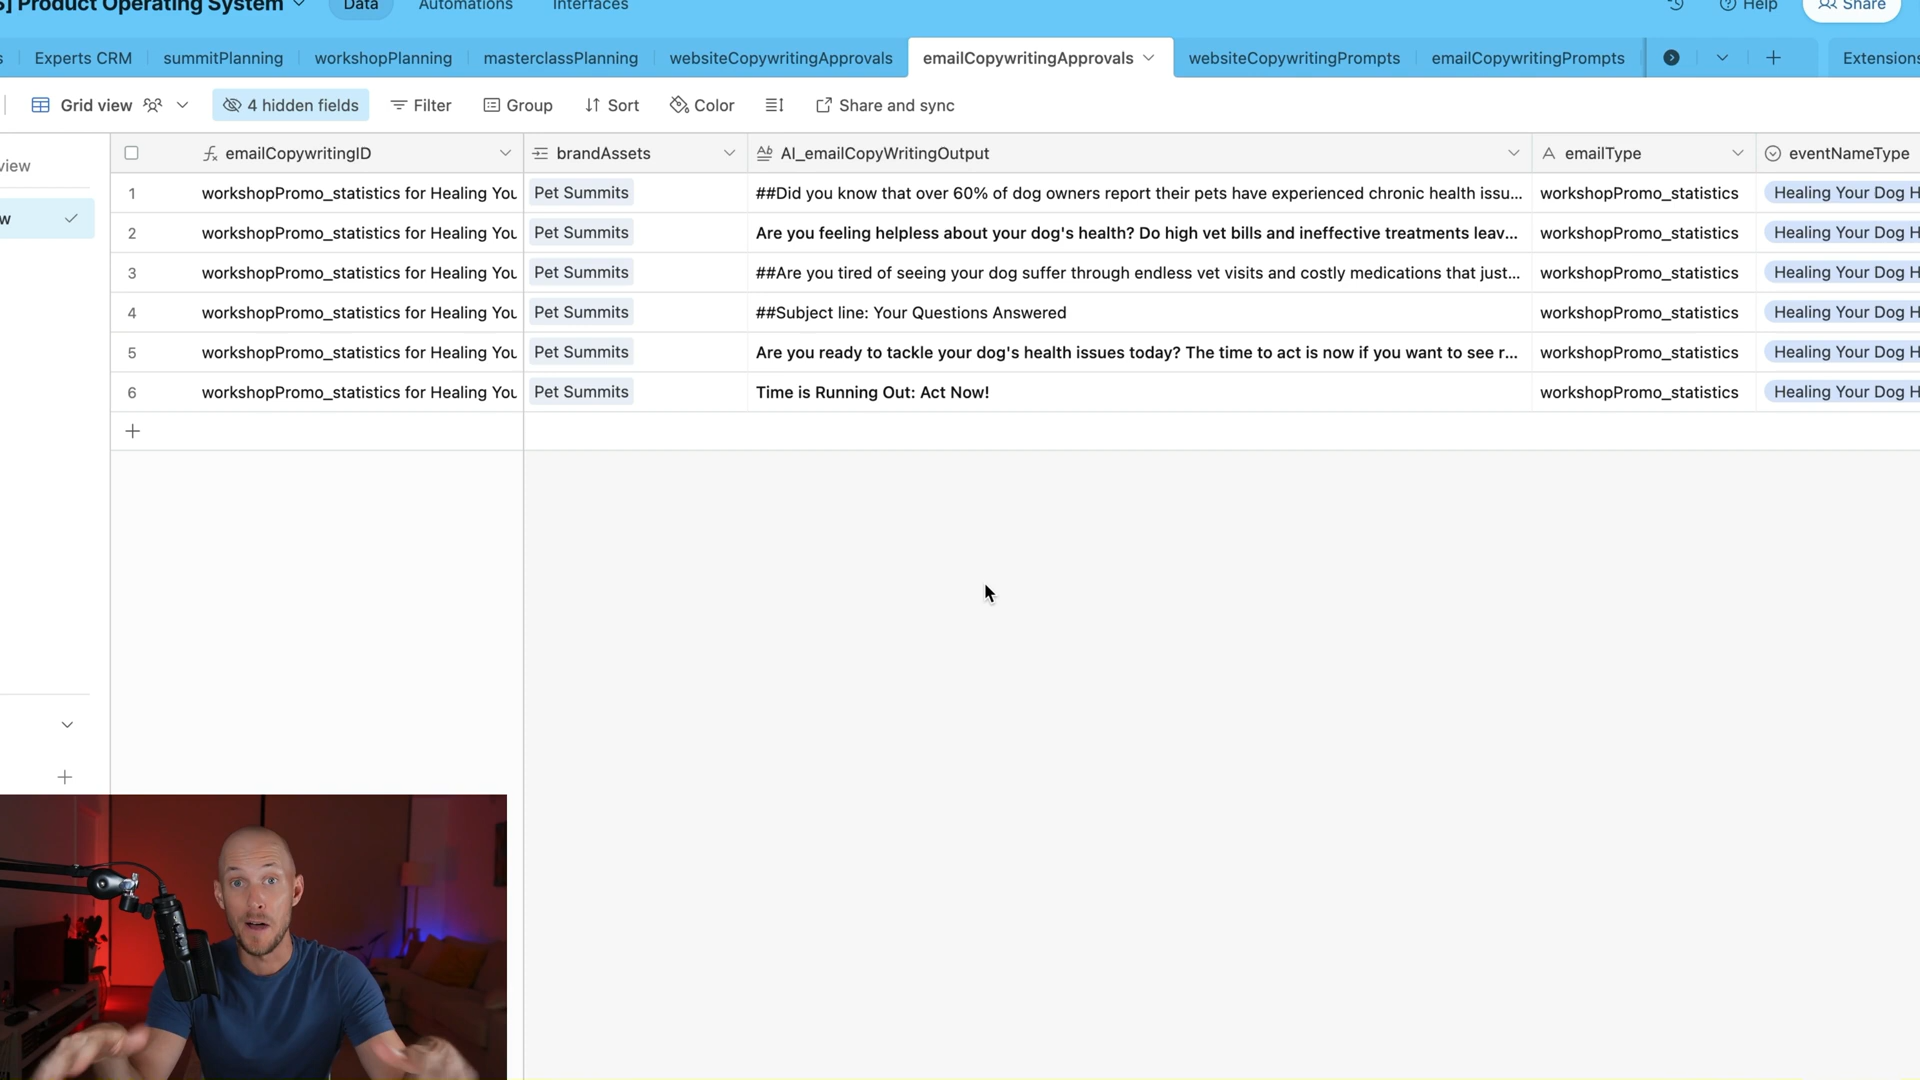 ] Product Operating System Data Automations Interfaces Help Share
s Experts CRM summitPlanning workshopPlanning masterclassPlanning websiteCopywritingApprovals emailCopywritingApprovals websiteCopywritingPrompts emailCopywritingPrompts Extensions
Grid view 4 hidden fields Filter Group Sort Color Share and sync
view
w
emailCopywritingID brandAssets AI_emailCopyWritingOutput emailType eventNameType
1 workshopPromo_statistics for Healing You Pet Summits ##Did you know that over 60% of dog owners report their pets have experienced chronic health issu... workshopPromo_statistics Healing Your Dog H
2 workshopPromo_statistics for Healing You Pet Summits Are you feeling helpless about your dog's health? Do high vet bills and ineffective treatments leav... workshopPromo_statistics Healing Your Dog H
3 workshopPromo_statistics for Healing You Pet Summits ##Are you tired of seeing your dog suffer through endless vet visits and costly medications that just... workshopPromo_statistics Healing Your Dog H
4 workshopPromo_statistics for Healing You Pet Summits ##Subject line: Your Questions Answered workshopPromo_statistics Healing Your Dog H
5 workshopPromo_statistics for Healing You Pet Summits Are you ready to tackle your dog's health issues today? The time to act is now if you want to see r... workshopPromo_statistics Healing Your Dog H
6 workshopPromo_statistics for Healing You Pet Summits Time is Running Out: Act Now! workshopPromo_statistics Healing Your Dog H